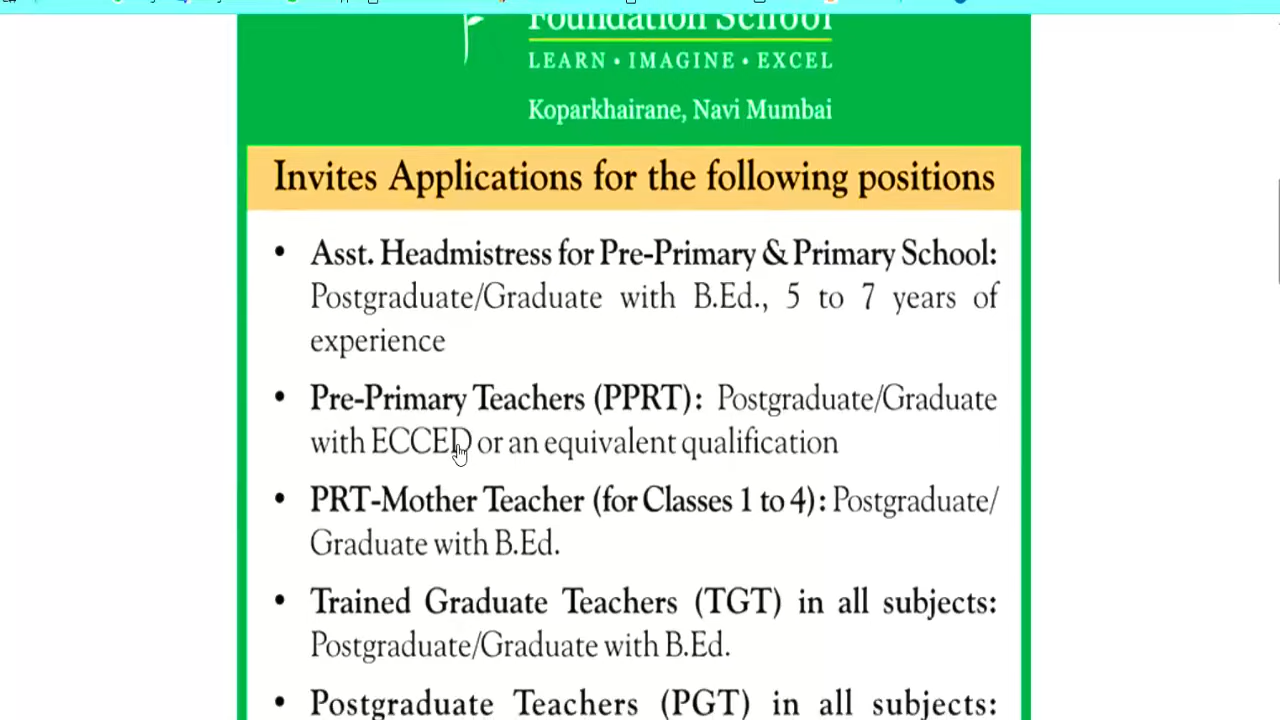 Foundation School
LEARN • IMAGINE • EXCEL
Koparkhairane, Navi Mumbai
Invites Applications for the following positions
• Asst. Headmistress for Pre-Primary & Primary School:
Postgraduate/Graduate with B.Ed., 5 to 7 years of
experience
• Pre-Primary Teachers (PPRT): Postgraduate/Graduate
with ECCED or an equivalent qualification
• PRT-Mother Teacher (for Classes 1 to 4): Postgraduate/
Graduate with B.Ed.
• Trained Graduate Teachers (TGT) in all subjects:
Postgraduate/Graduate with B.Ed.
• Postgraduate Teachers (PGT) in all subjects: